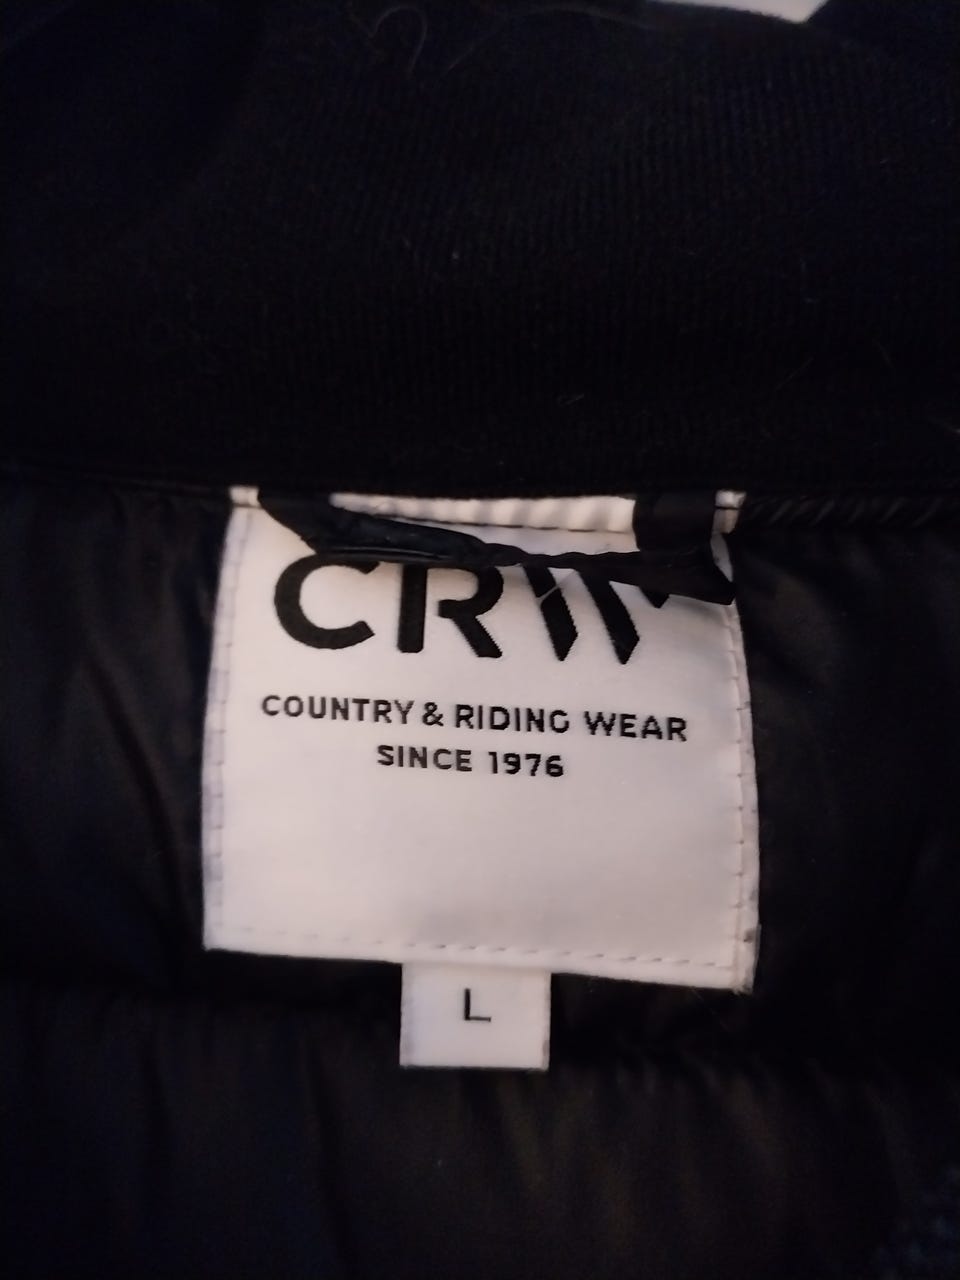 CRW
COUNTRY & RIDING WEAR
SINCE 1976
L